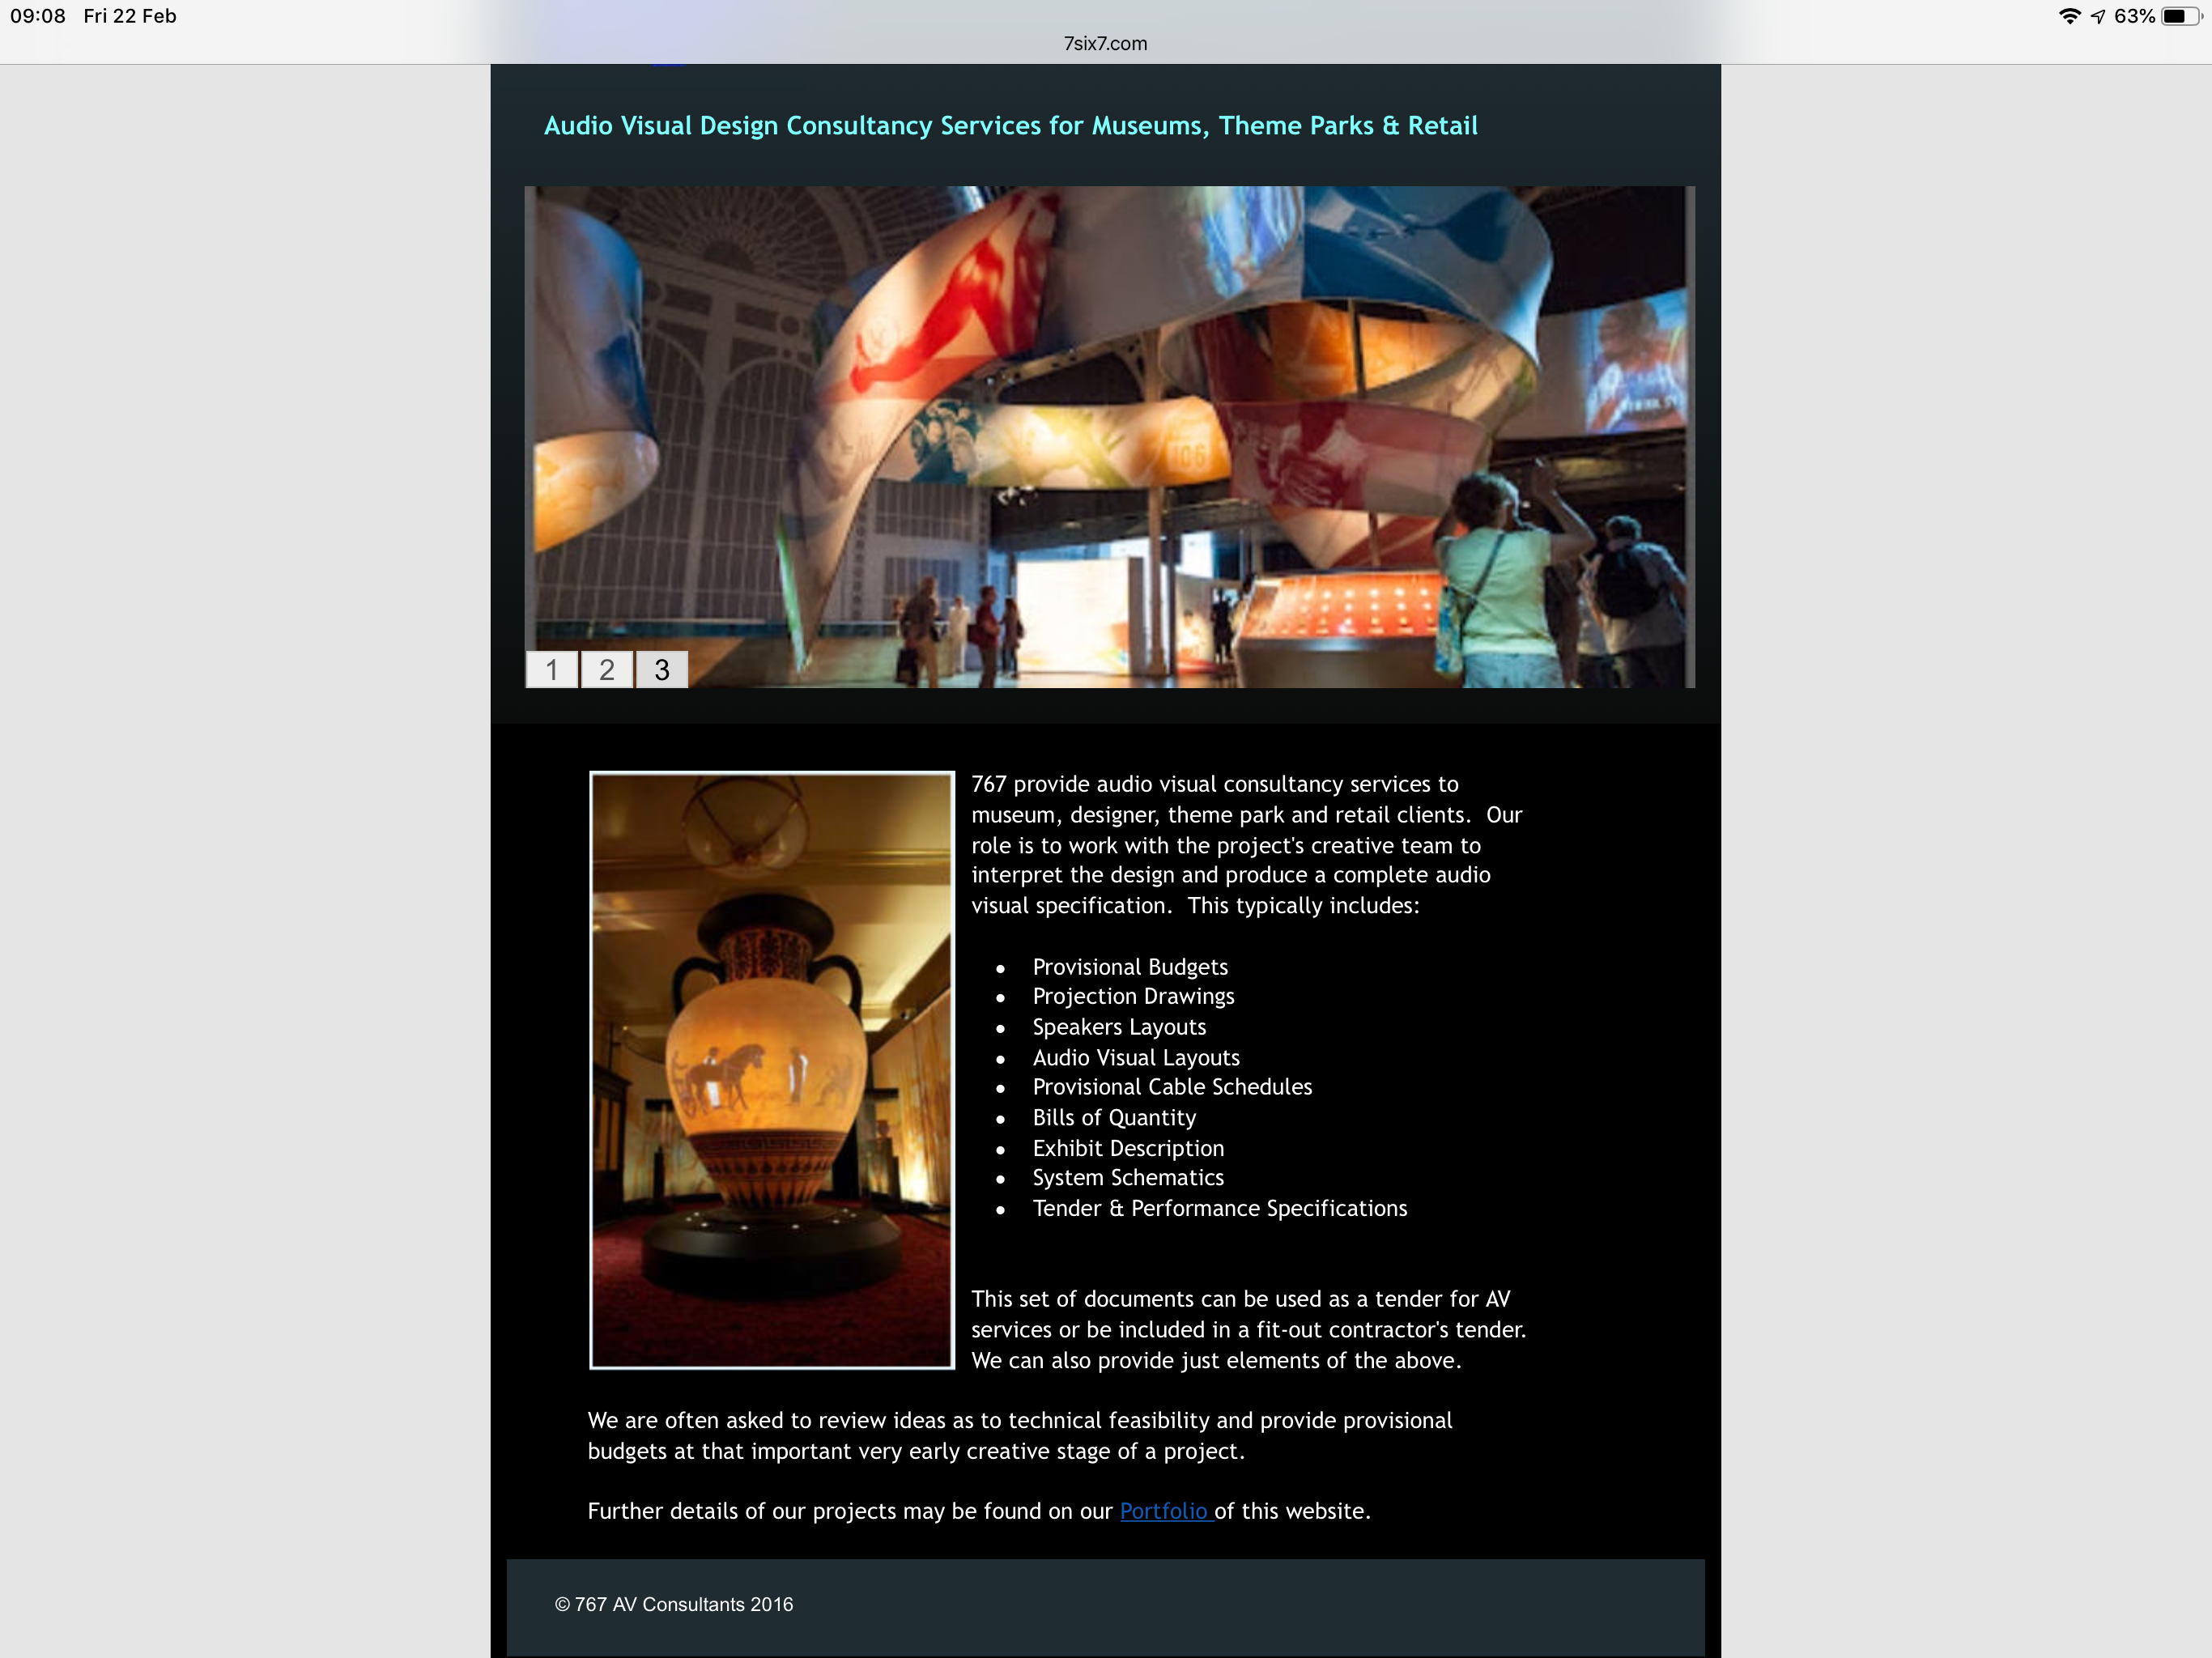 09:08 Fri 22 Feb
63%
7six7.com
Audio Visual Design Consultancy Services for Museums, Theme Parks & Retail
1 2 3
767 provide audio visual consultancy services to
museum, designer, theme park and retail clients. Our
role is to work with the project's creative team to
interpret the design and produce a complete audio
visual specification. This typically includes:
• Provisional Budgets
• Projection Drawings
• Speakers Layouts
• Audio Visual Layouts
• Provisional Cable Schedules
• Bills of Quantity
• Exhibit Description
• System Schematics
• Tender & Performance Specifications
This set of documents can be used as a tender for AV
services or be included in a fit-out contractor's tender.
We can also provide just elements of the above.
We are often asked to review ideas as to technical feasibility and provide provisional
budgets at that important very early creative stage of a project.
Further details of our projects may be found on our Portfolio of this website.
© 767 AV Consultants 2016